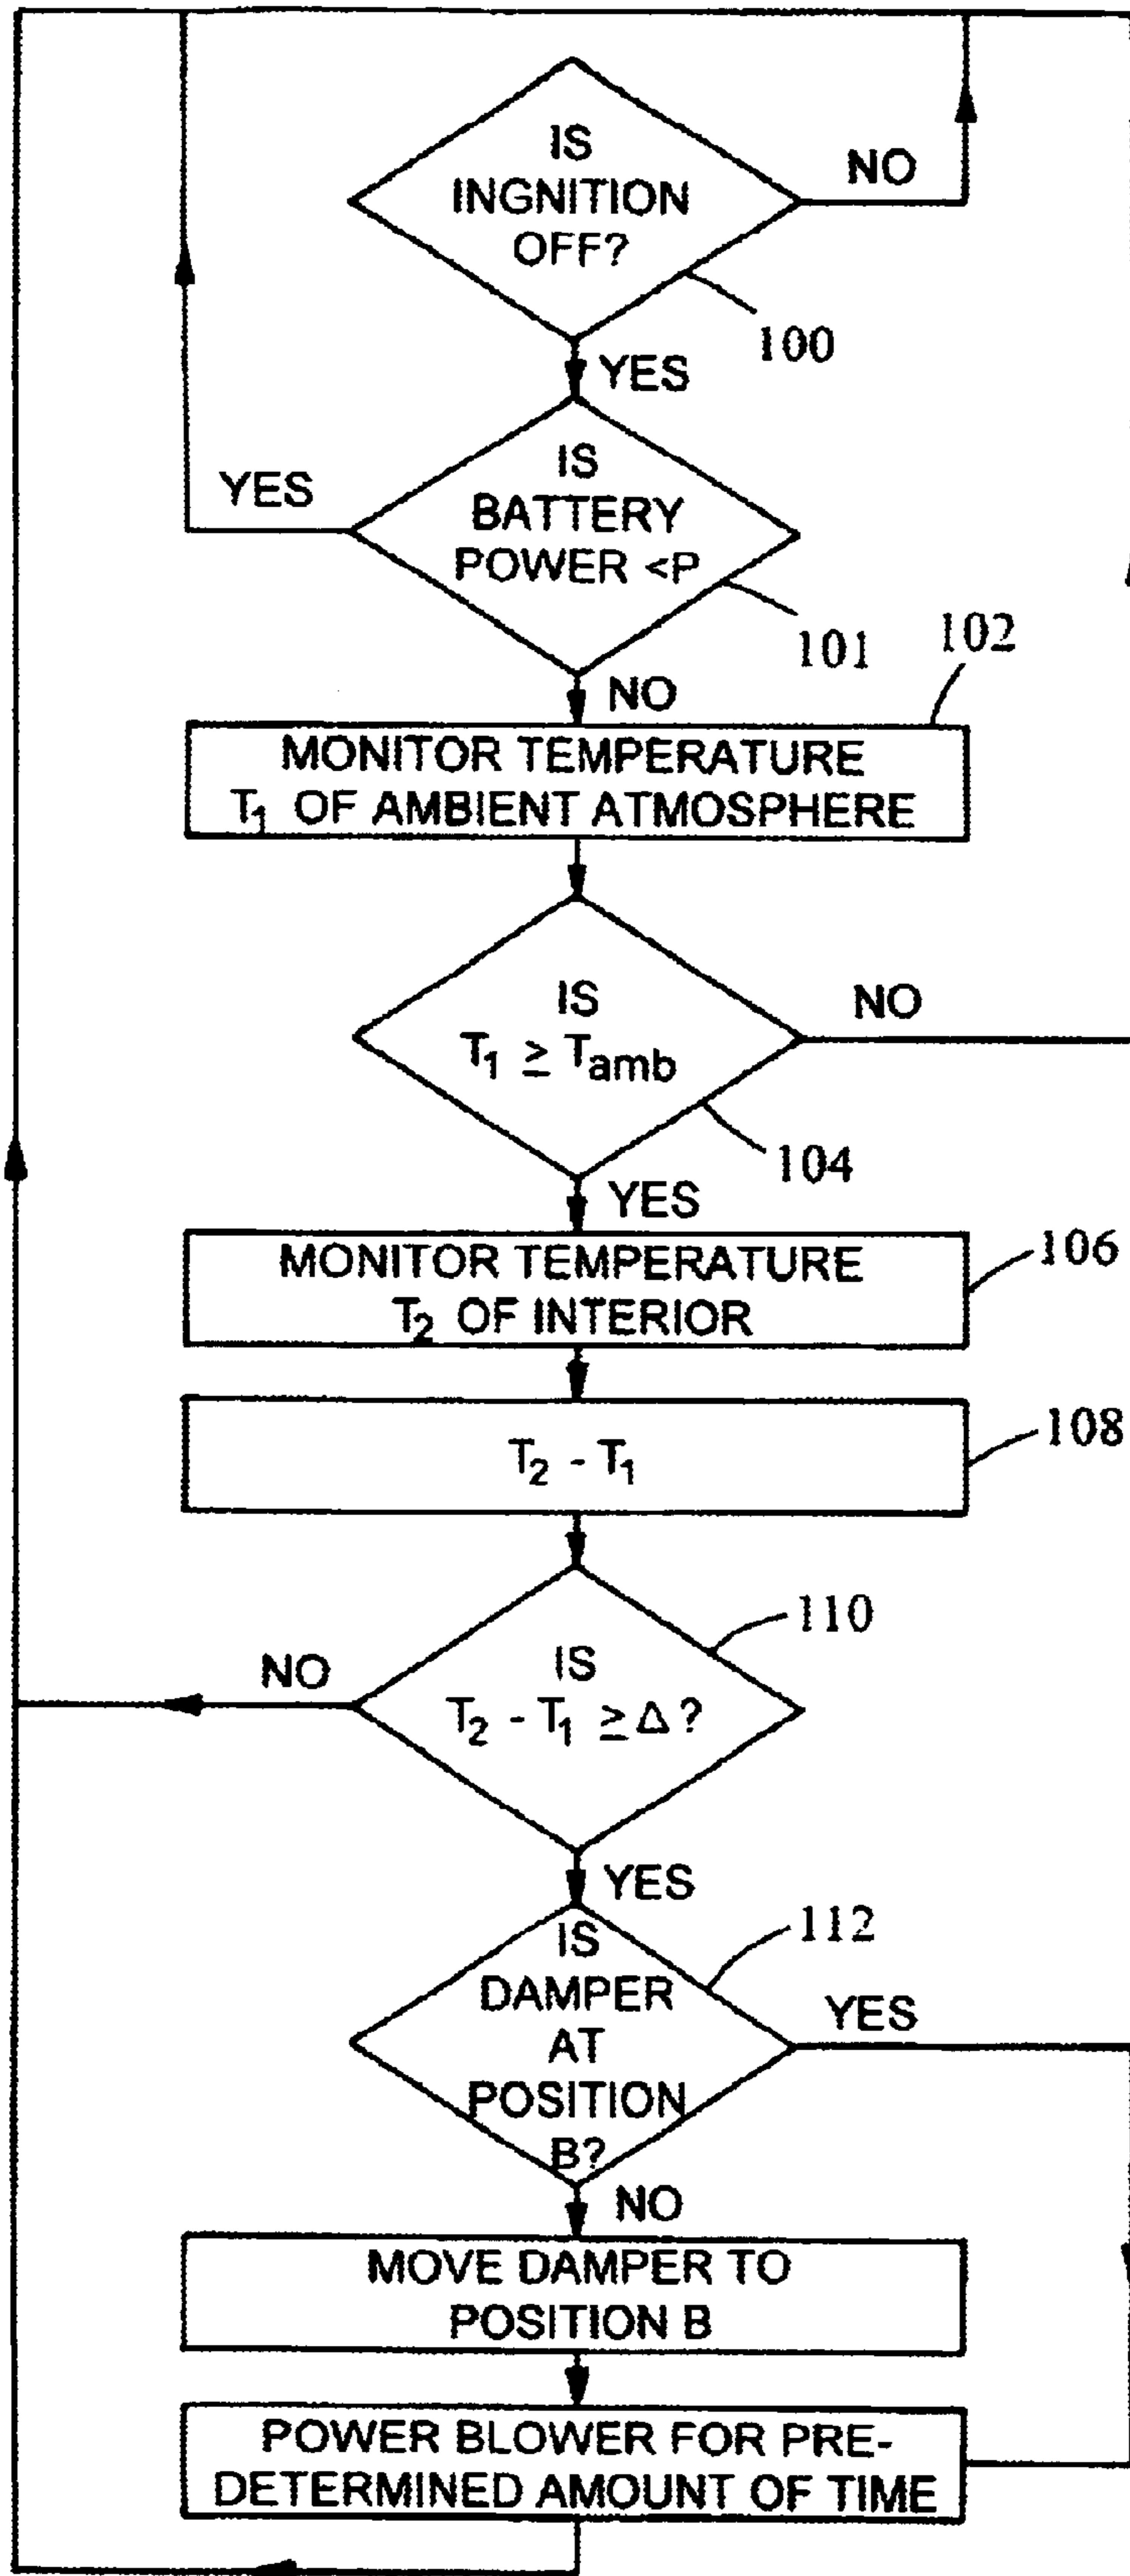 IS
INGNITION
OFF?
NO
100
YES
IS
BATTERY
POWER <P
YES
101
NO
102
MONITOR TEMPERATURE
T₁ OF AMBIENT ATMOSPHERE
IS
T₁ ≥ Tamb
NO
104
YES
MONITOR TEMPERATURE
T₂ OF INTERIOR
106
T₂ - T₁
108
IS
T₂ - T₁ ≥ Δ ?
110
NO
YES
IS
DAMPER
AT
POSITION
B?
112
YES
NO
MOVE DAMPER TO
POSITION B
POWER BLOWER FOR PRE-
DETERMINED AMOUNT OF TIME